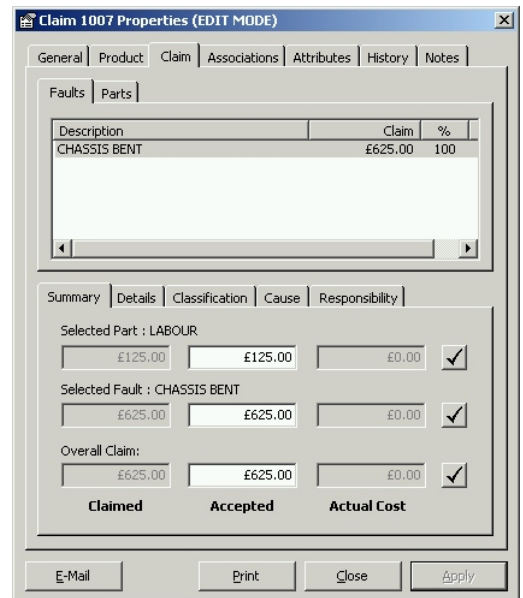 Claim 1007 Properties (EDIT MODE)
General Product Claim Associations Attributes History Notes
Faults Parts
Description Claim %
CHASSIS BENT £625.00 100
Summary Details Classification Cause Responsibility
Selected Part : LABOUR
£125.00 £125.00 £0.00
Selected Fault : CHASSIS BENT
£625.00 £625.00 £0.00
Overall Claim:
£625.00 £625.00 £0.00
Claimed Accepted Actual Cost
E-Mail Print Close Apply